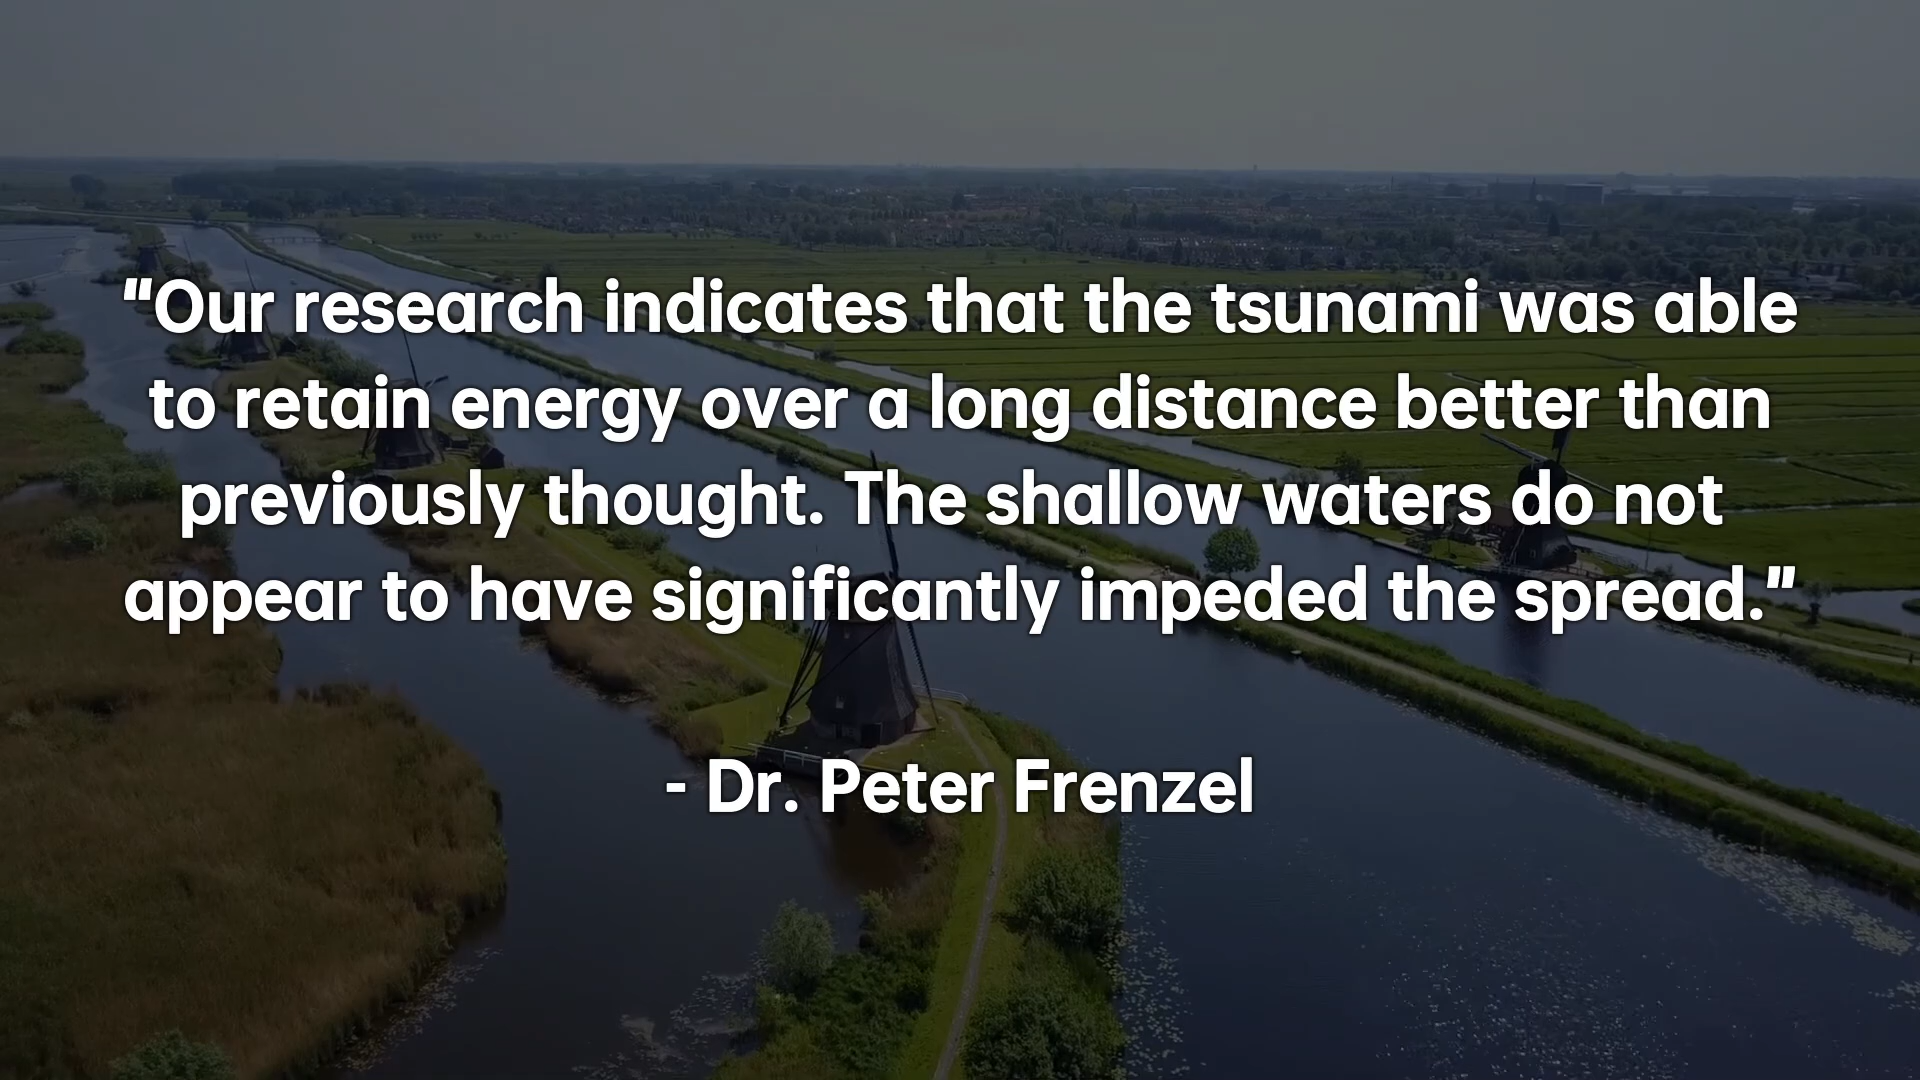 "Our research indicates that the tsunami was able
to retain energy over a long distance better than
previously thought. The shallow waters do not
appear to have significantly impeded the spread."
- Dr. Peter Frenzel